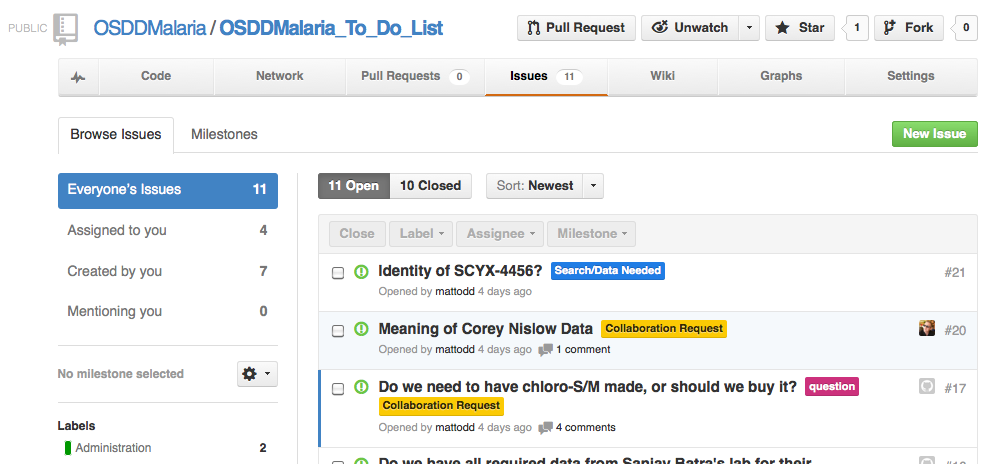 PUBLIC OSDDMalaria / OSDDMalaria_To_Do_List Pull Request Unwatch Star 1 Fork 0
Code Network Pull Requests 0 Issues 11 Wiki Graphs Settings
Browse Issues Milestones New Issue
Everyone's Issues 11
Assigned to you 4
Created by you 7
Mentioning you 0
No milestone selected
Labels
Administration 2
11 Open 10 Closed Sort: Newest
Close Label Assignee Milestone
Identity of SCYX-4456? Search/Data Needed #21
Opened by mattodd 4 days ago
Meaning of Corey Nislow Data Collaboration Request #20
Opened by mattodd 4 days ago 1 comment
Do we need to have chloro-S/M made, or should we buy it? question #17
Collaboration Request
Opened by mattodd 4 days ago 4 comments
Do we have all required data from Sanjay Batra's lab for their